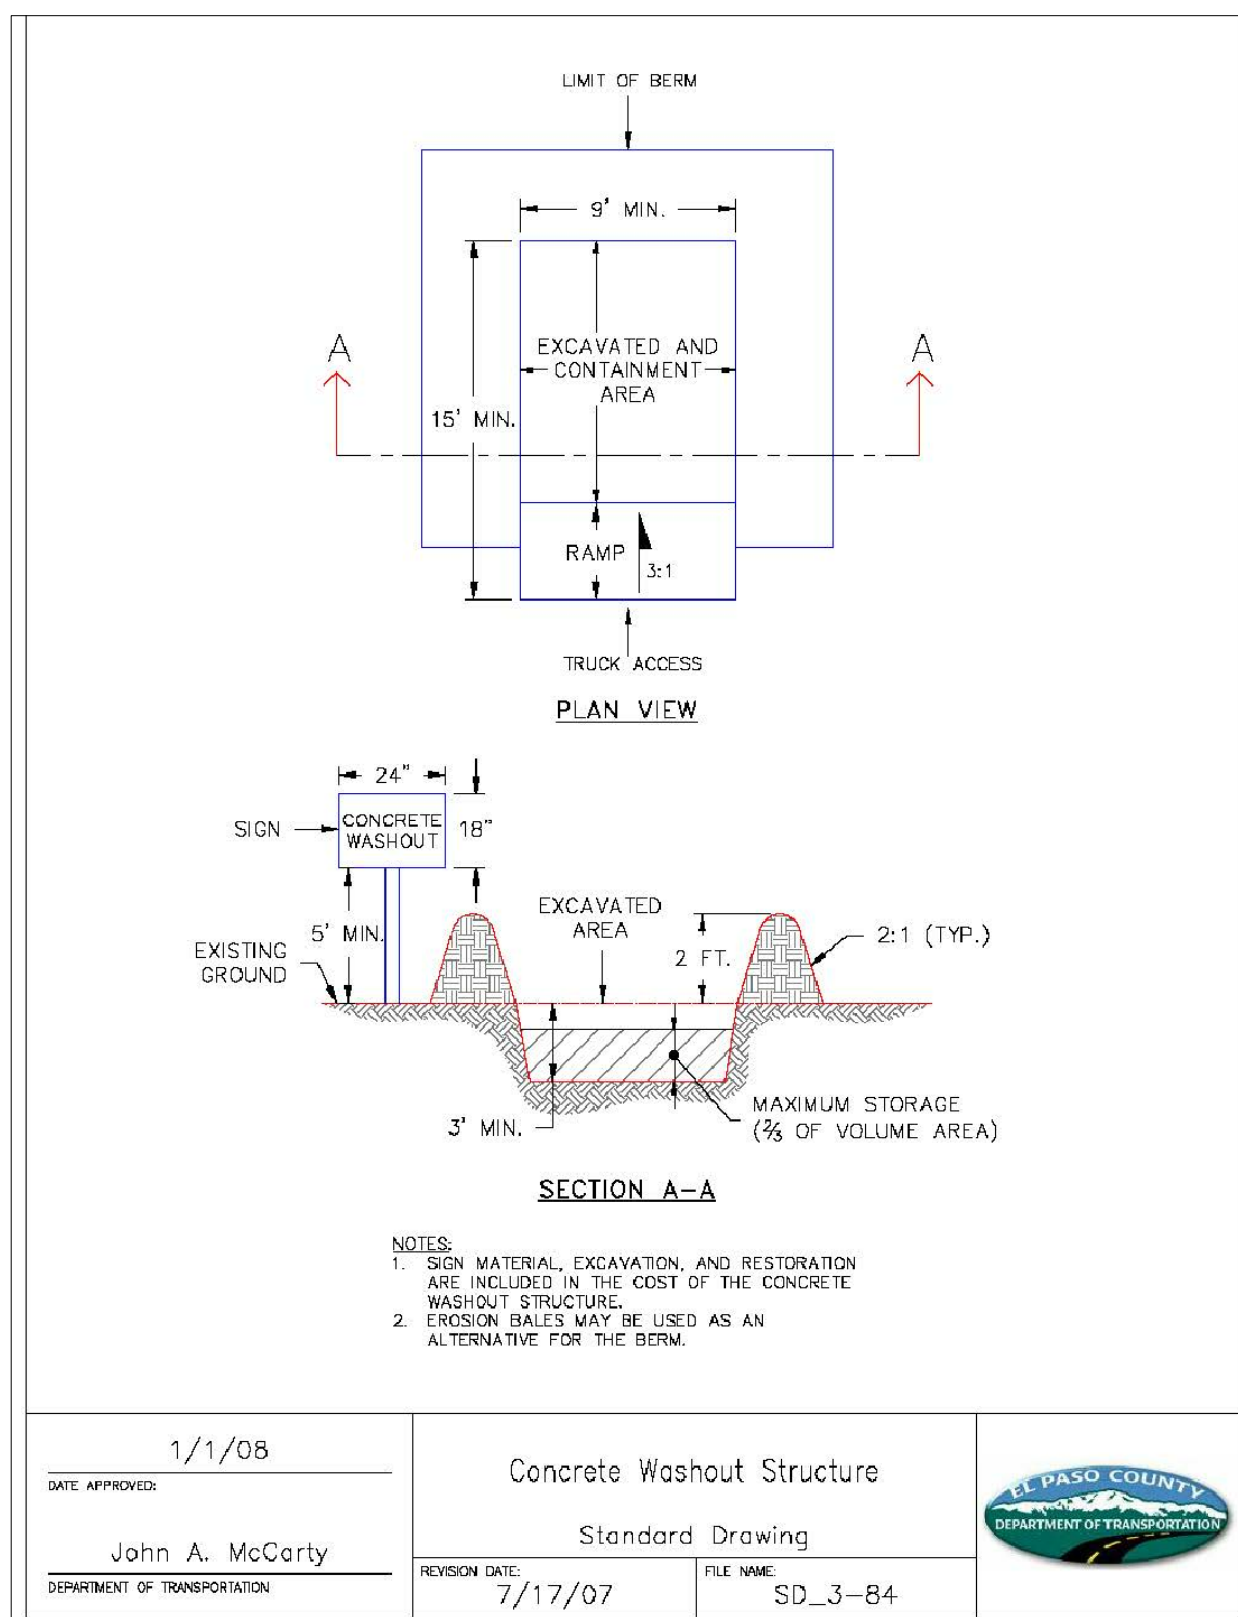 LIMIT OF BERM
9' MIN.
A
EXCAVATED AND
CONTAINMENT
AREA
A
15' MIN.
RAMP
3:1
TRUCK ACCESS
PLAN VIEW
24"
SIGN
CONCRETE
WASHOUT
18"
5' MIN.
EXCAVATED
AREA
2 FT.
2:1 (TYP.)
EXISTING
GROUND
3' MIN.
MAXIMUM STORAGE
(⅔ OF VOLUME AREA)
SECTION A-A
NOTES:
1. SIGN MATERIAL, EXCAVATION, AND RESTORATION
ARE INCLUDED IN THE COST OF THE CONCRETE
WASHOUT STRUCTURE.
2. EROSION BALES MAY BE USED AS AN
ALTERNATIVE FOR THE BERM.
1/1/08
DATE APPROVED:
John A. McCarty
DEPARTMENT OF TRANSPORTATION
Concrete Washout Structure
Standard Drawing
REVISION DATE:
7/17/07
FILE NAME:
SD_3-84
EL PASO COUNTY
DEPARTMENT OF TRANSPORTATION